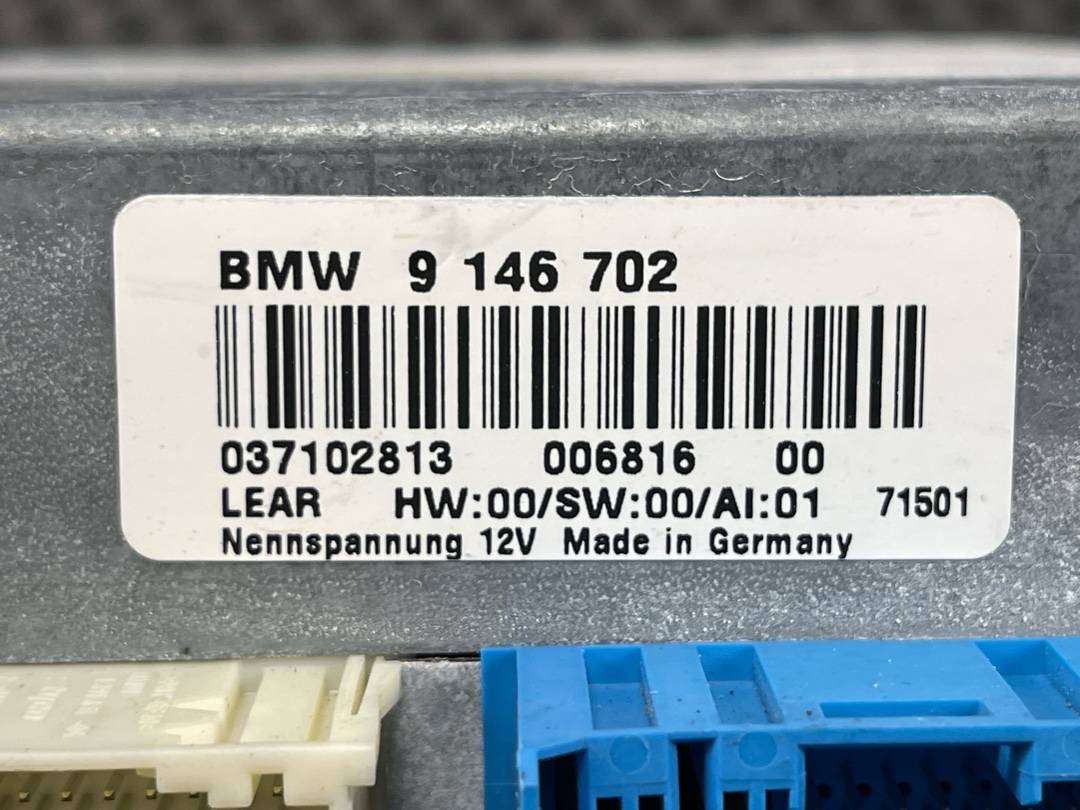 BMW 9 146 702
037102813 006816 00
LEAR HW:00/SW:00/AI:01 71501
Nennspannung 12V Made in Germany